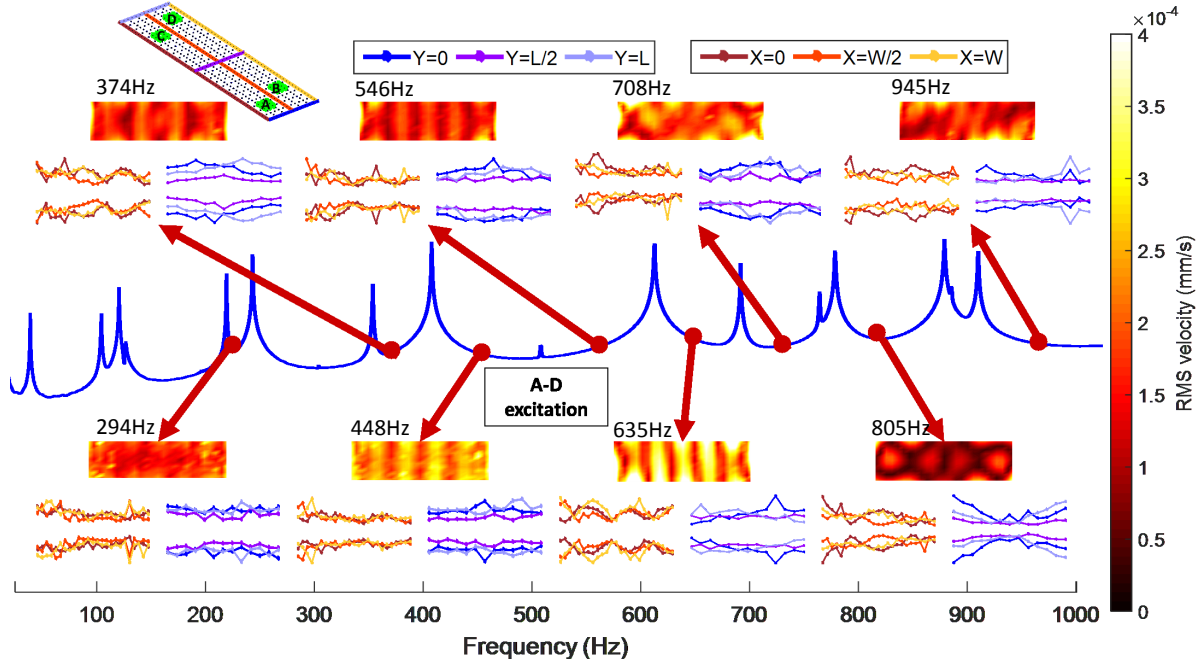 ×10⁻⁴
D
C
B
A
Y=0 Y=L/2 Y=L
X=0 X=W/2 X=W
374Hz
546Hz
708Hz
945Hz
4
3.5
3
2.5
2
1.5
1
0.5
0
RMS velocity (mm/s)
A-D
excitation
294Hz
448Hz
635Hz
805Hz
100 200 300 400 500 600 700 800 900 1000
Frequency (Hz)